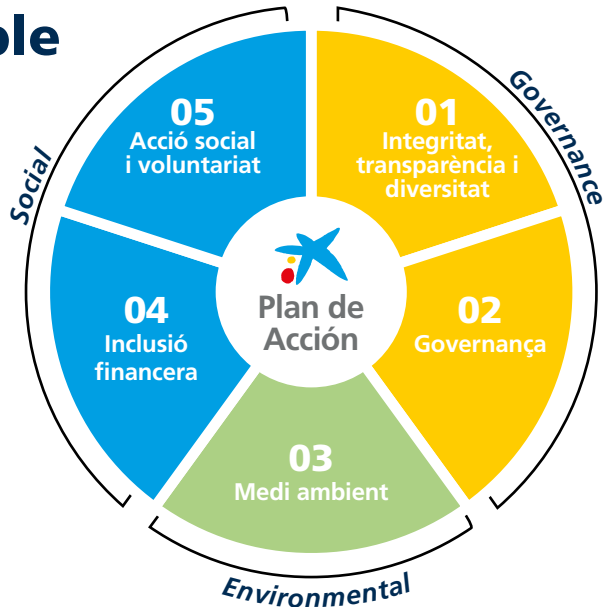 ple
Governance
01
Integritat,
transparència i
diversitat
02
Governança
Environmental
03
Medi ambient
Social
04
Inclusió
financera
05
Acció social
i voluntariat
Plan de
Acción